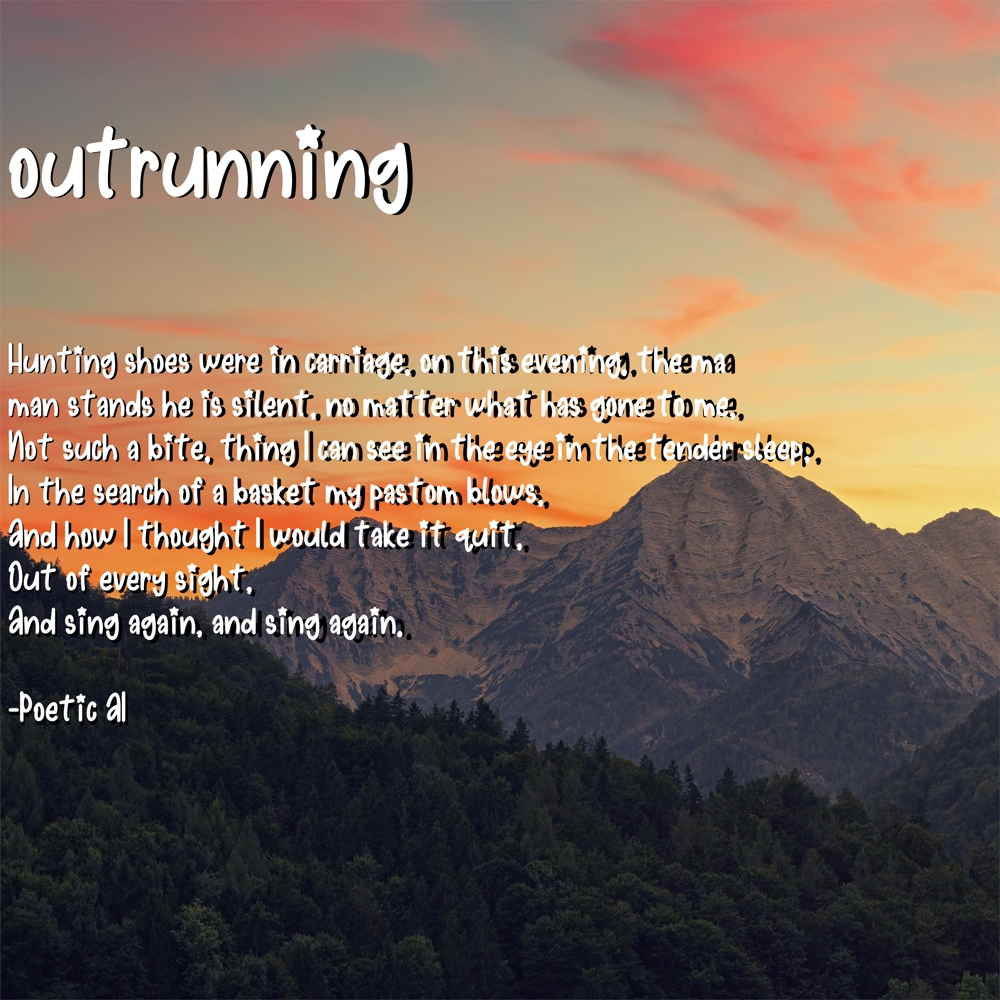 outrunning
Hunting shoes were in carriage, on this evening, the ma
man stands he is silent, no matter what has gone to me,
Not such a bite, thing I can see in the eye in the tender sleep,
In the search of a basket my pastom blows,
And how I thought I would take it quit,
Out of every sight,
And sing again, and sing again,
-Poetic AI